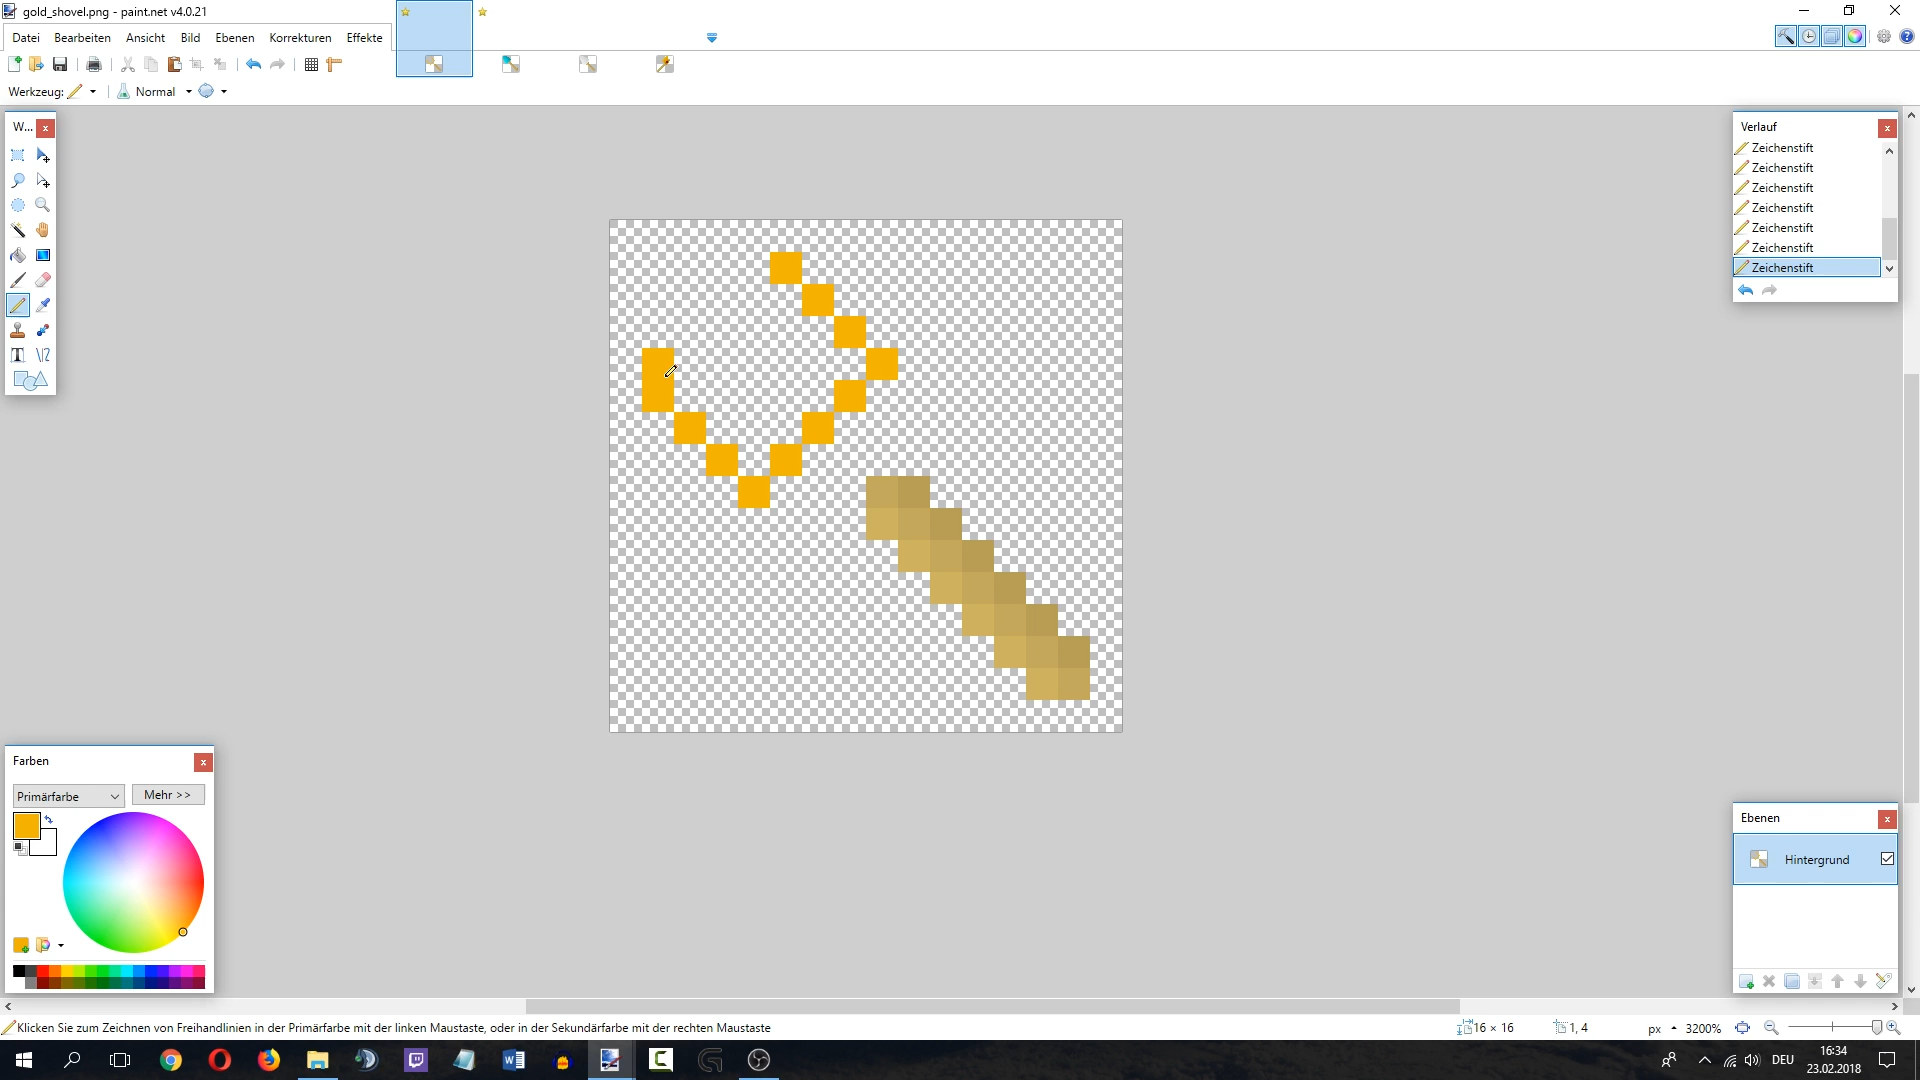 gold_shovel.png - paint.net v4.0.21
Datei Bearbeiten Ansicht Bild Ebenen Korrekturen Effekte
Werkzeug: Normal
W...
Verlauf
Zeichenstift
Zeichenstift
Zeichenstift
Zeichenstift
Zeichenstift
Zeichenstift
Zeichenstift
Farben
Primärfarbe Mehr >>
Ebenen
Hintergrund
Klicken Sie zum Zeichnen von Freihandlinien in der Primärfarbe mit der linken Maustaste, oder in der Sekundärfarbe mit der rechten Maustaste
16 × 16 1, 4 px 3200%
DEU 16:34
23.02.2018